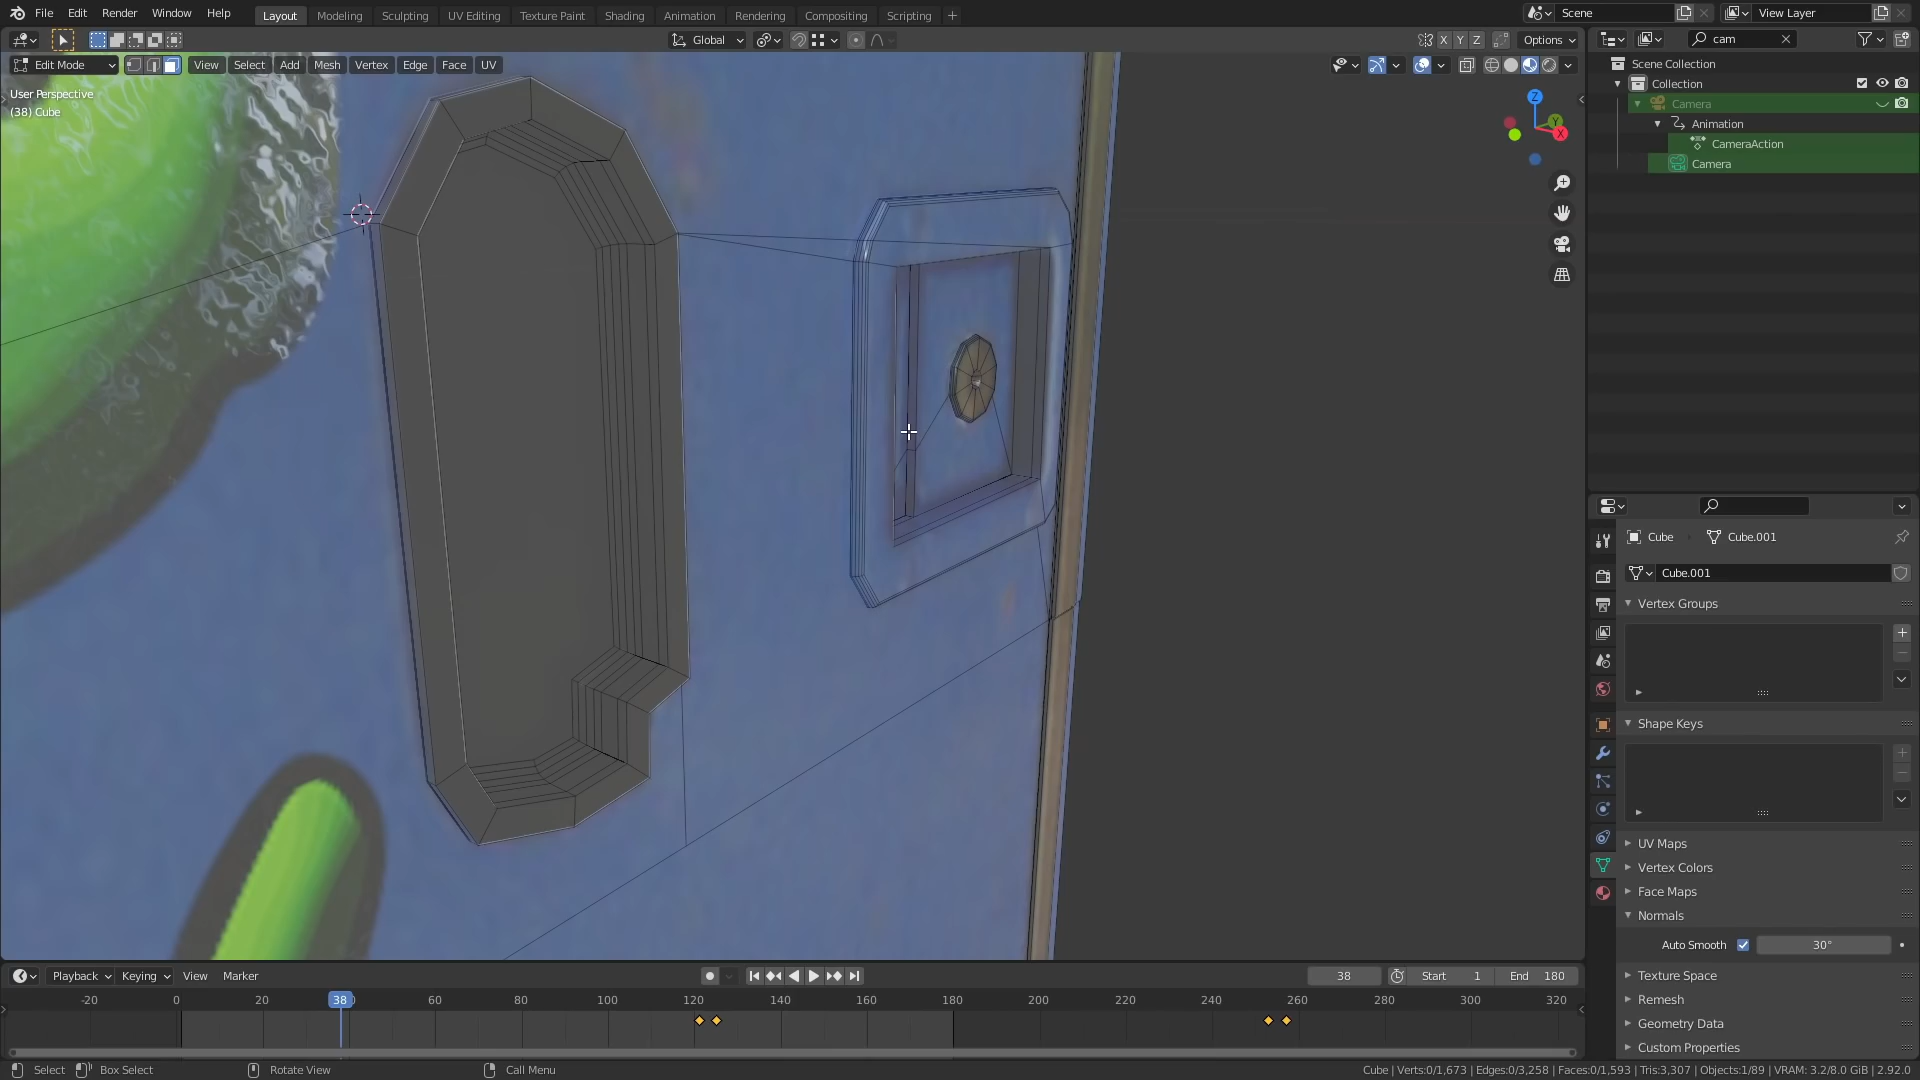 File Edit Render Window Help Layout Modeling Sculpting UV Editing Texture Paint Shading Animation Rendering Compositing Scripting + Scene View Layer
Global X Y Z Options cam
Edit Mode View Select Add Mesh Vertex Edge Face UV
Scene Collection
Collection
Camera
Animation
CameraAction
Camera
User Perspective
(38) Cube
Z
Y
X
Cube Cube.001
Cube.001
Vertex Groups
Shape Keys
UV Maps
Vertex Colors
Face Maps
Normals
Auto Smooth 30°
Texture Space
Remesh
Geometry Data
Custom Properties
Playback Keying View Marker 38 Start 1 End 180
-20 0 20 38 60 80 100 120 140 160 180 200 220 240 260 280 300 320
Select Box Select Rotate View Call Menu Cube | Verts:0/1,673 | Edges:0/3,258 | Faces:0/1,593 | Tris:3,307 | Objects:1/89 | VRAM: 3.2/8.0 GiB | 2.92.0